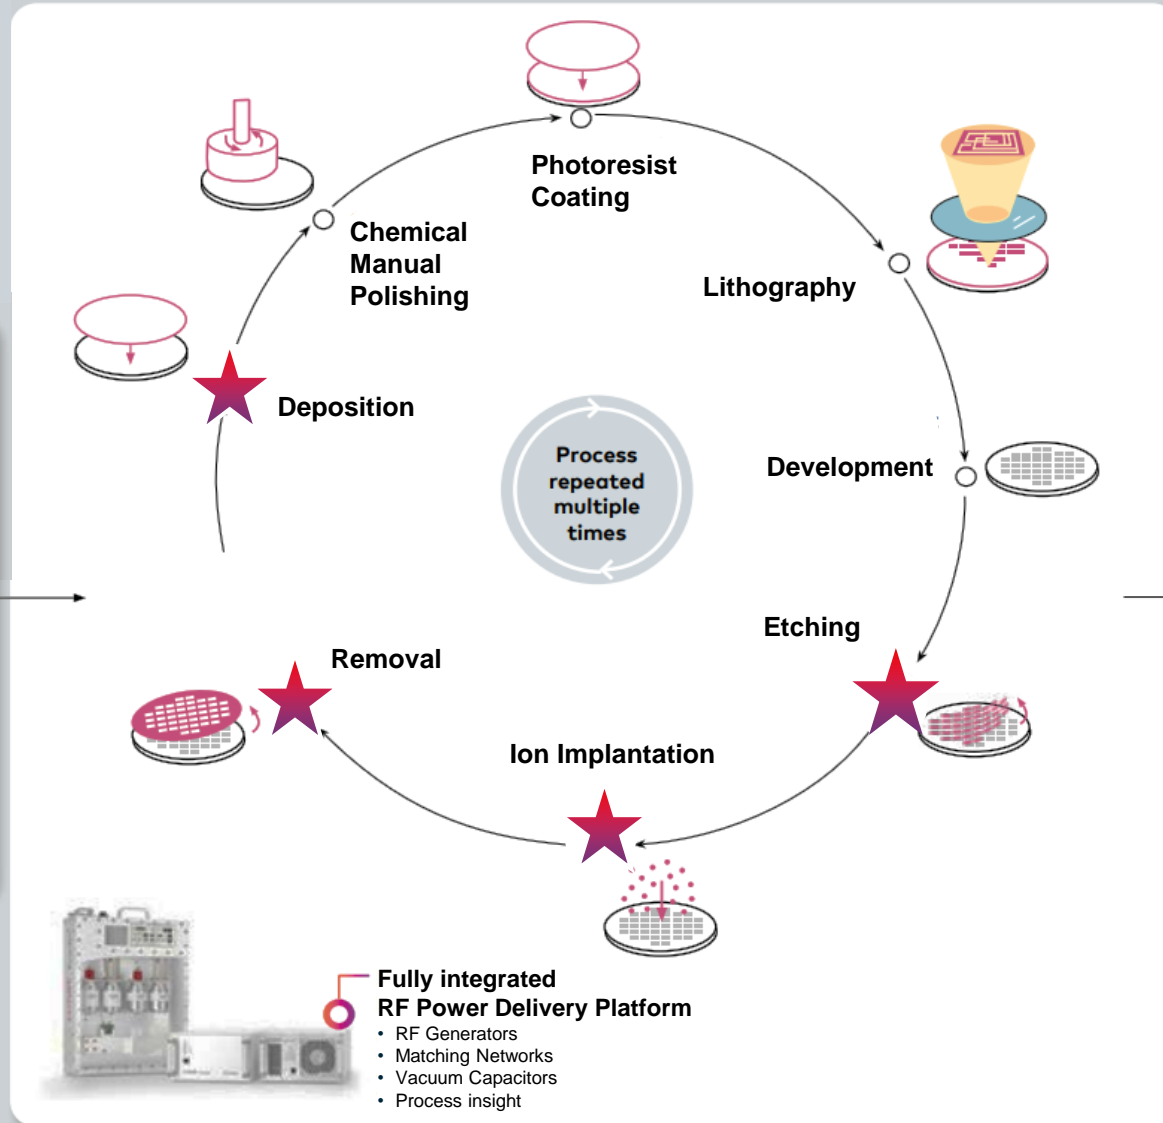 Photoresist
Coating
Chemical
Manual
Polishing
Lithography
Deposition
Process
repeated
multiple
times
Development
Etching
Removal
Ion Implantation
Fully integrated
RF Power Delivery Platform
• RF Generators
• Matching Networks
• Vacuum Capacitors
• Process insight